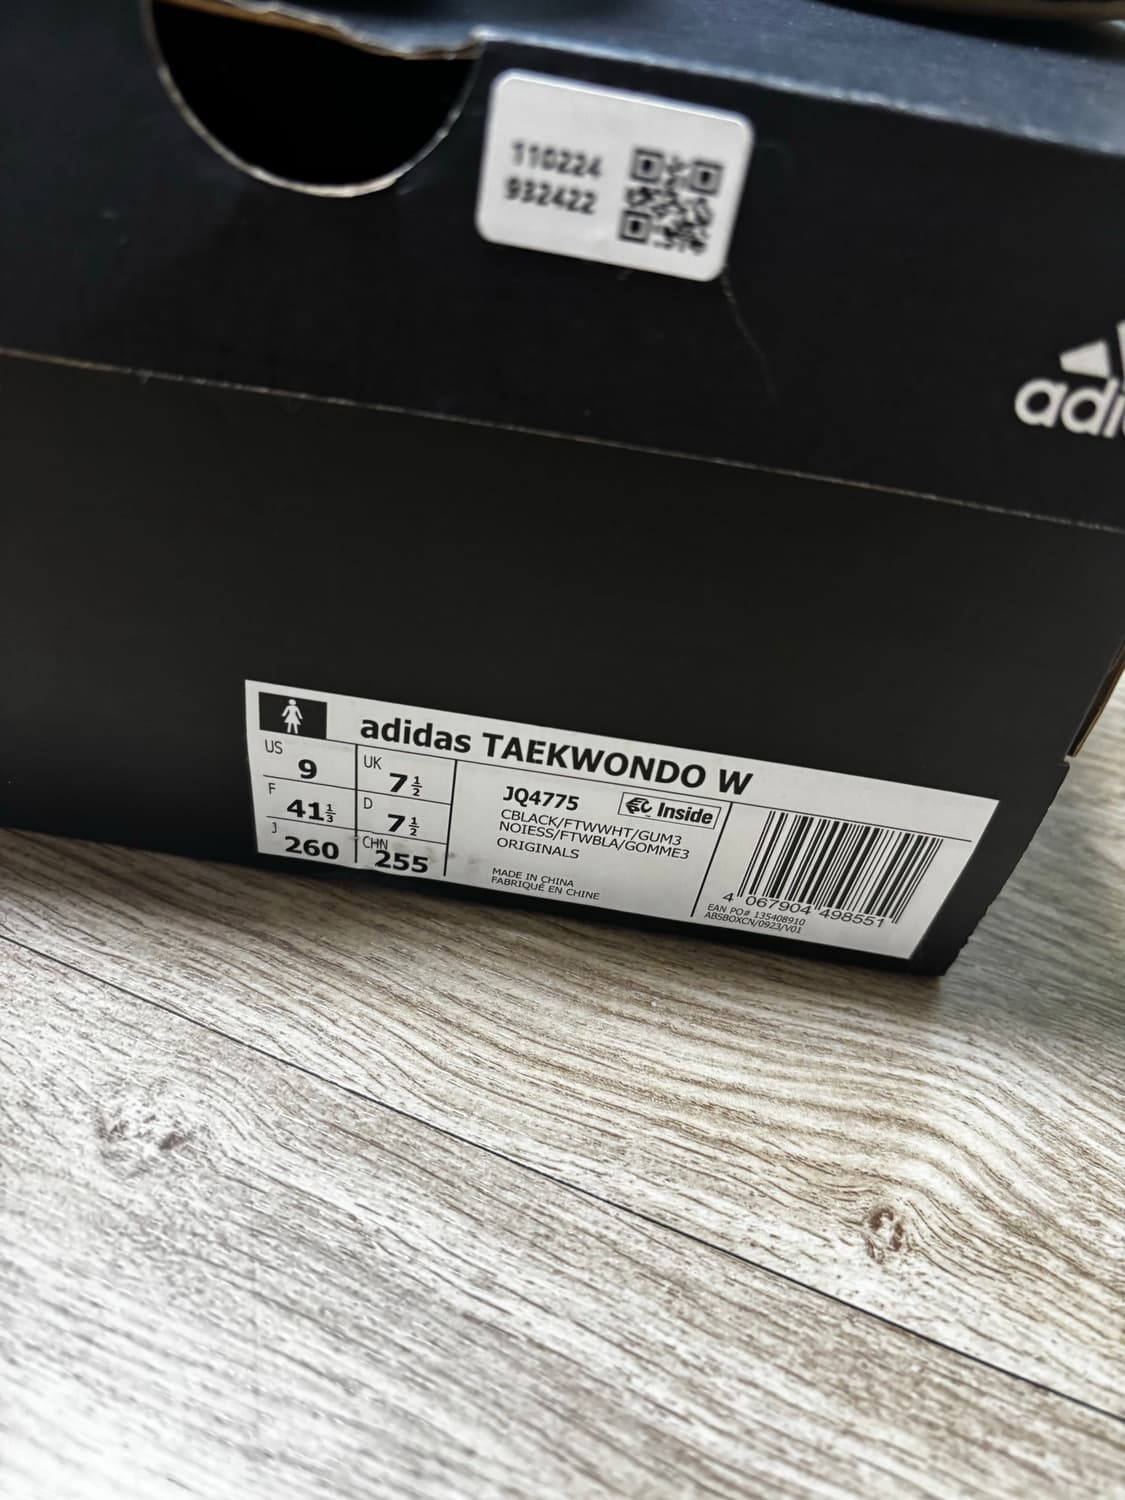 110224
932422
adi
adidas TAEKWONDO W
US 9
UK 7 1/2
F 41 1/3
D 7 1/2
J 260
CHN 255
JQ4775
EC Inside
CBLACK/FTWWHT/GUM3
NOIESS/FTWBLA/GOMME3
ORIGINALS
MADE IN CHINA
FABRIQUÉ EN CHINE
4 067904 498551
EAN PO# 135408910
ABSBOXCN/0923/V01